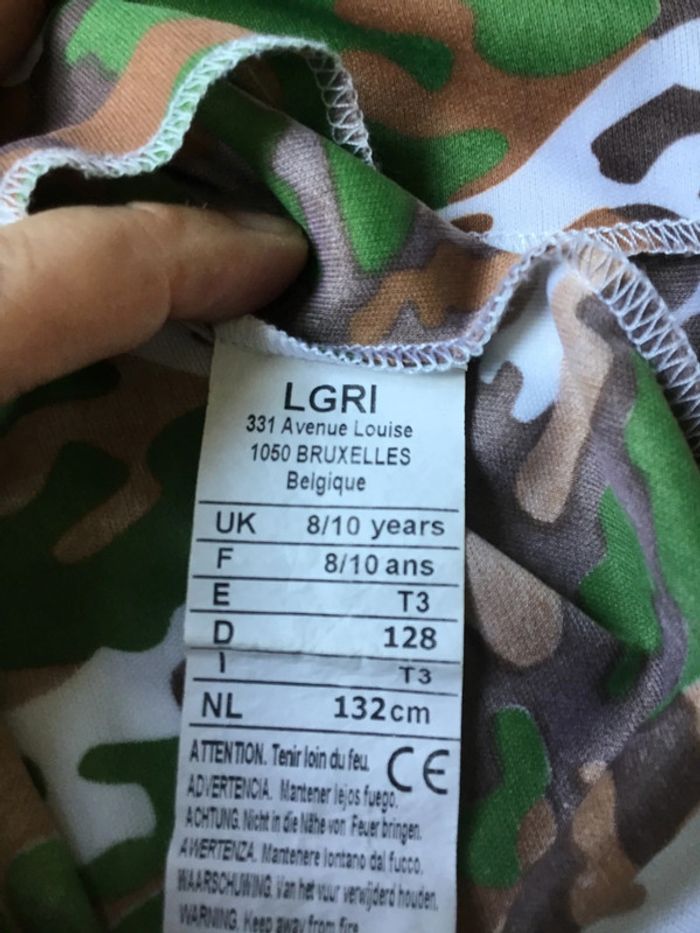 LGRI
331 Avenue Louise
1050 BRUXELLES
Belgique
UK 8/10 years
F 8/10 ans
E T3
D 128
I T3
NL 132cm
ATTENTION. Tenir loin du feu.
CE
ADVERTENCIA. Mantener lejos fuego.
ACHTUNG. Nicht in die Nähe von Feuer bringen.
AWERTENZA. Mantenere lontano dal fucco.
WAARSCHUWING. Van het vuur verwijderd houden.
WARNING. Keep away from fire.